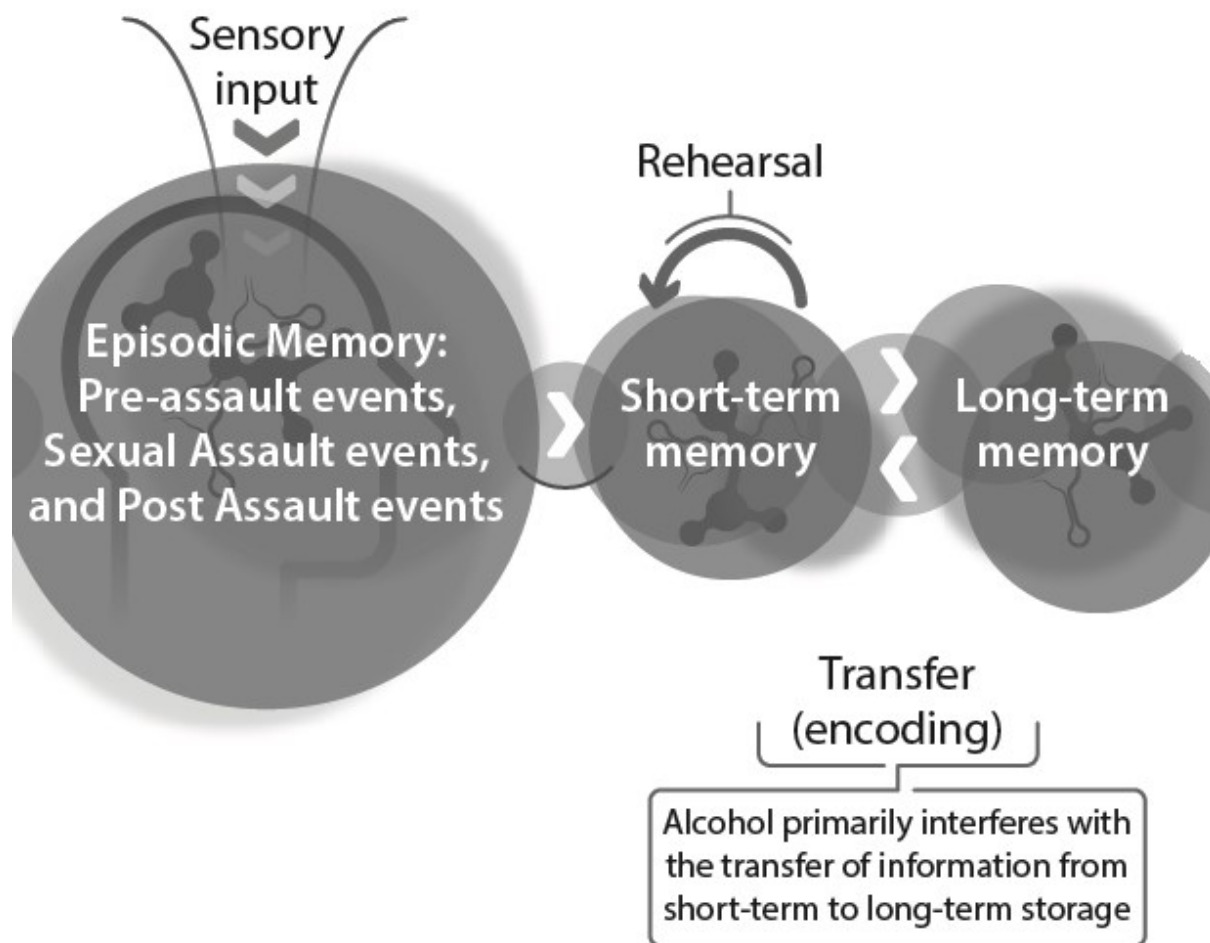 Sensory
input
Rehearsal
Episodic Memory:
Pre-assault events,
Sexual Assault events,
and Post Assault events
Short-term
memory
Long-term
memory
Transfer
(encoding)
Alcohol primarily interferes with
the transfer of information from
short-term to long-term storage